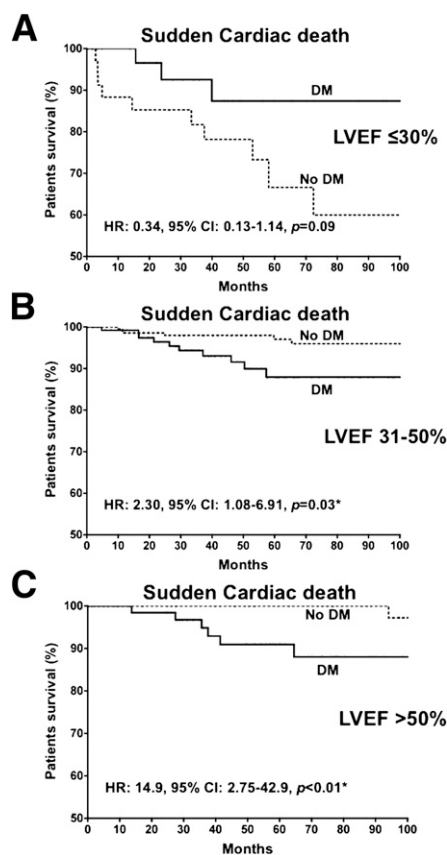 A
Sudden Cardiac death
Patients survival (%)
100
90
80
70
60
50
DM
LVEF ≤30%
No DM
HR: 0.34, 95% CI: 0.13-1.14, p=0.09
0 10 20 30 40 50 60 70 80 90 100
Months
B
Sudden Cardiac death
Patients survival (%)
100
90
80
70
60
50
No DM
DM
LVEF 31-50%
HR: 2.30, 95% CI: 1.08-6.91, p=0.03*
0 10 20 30 40 50 60 70 80 90 100
Months
C
Sudden Cardiac death
Patients survival (%)
100
90
80
70
60
50
No DM
DM
LVEF >50%
HR: 14.9, 95% CI: 2.75-42.9, p<0.01*
0 10 20 30 40 50 60 70 80 90 100
Months